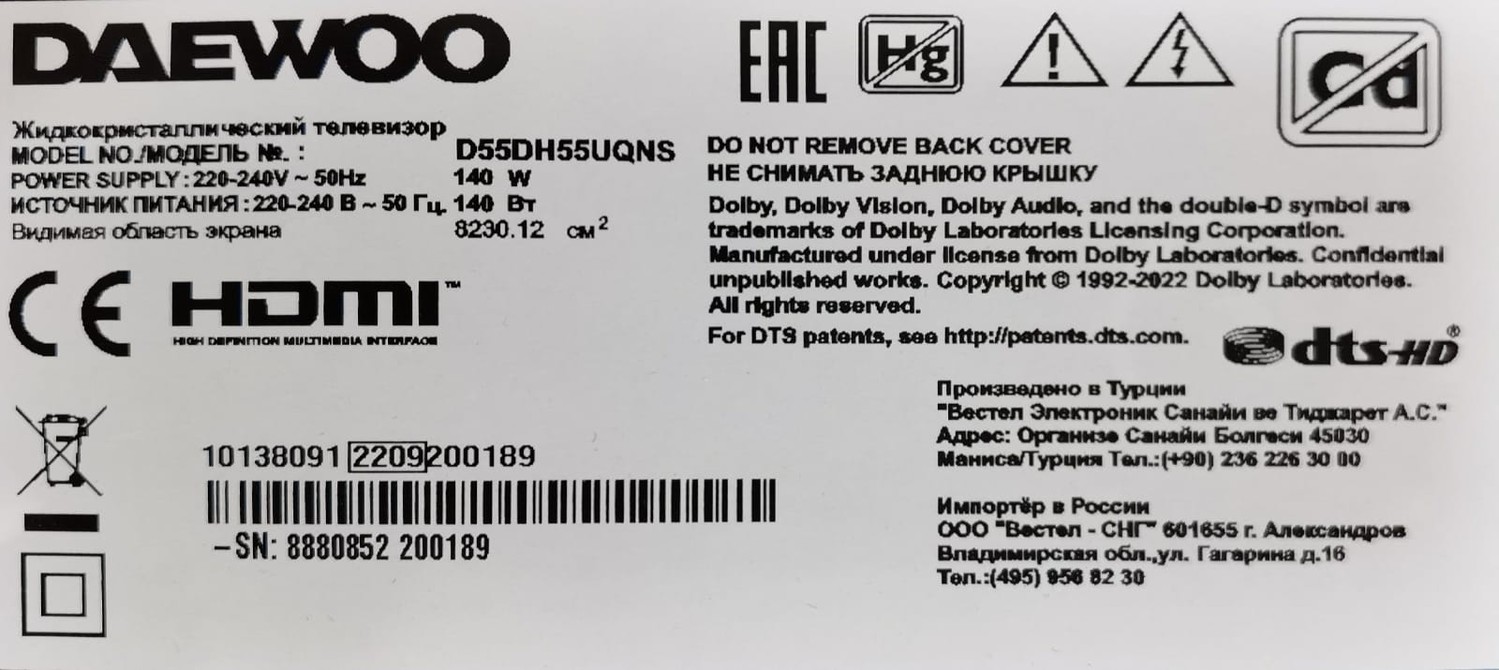 DAEWOO
EAC
Hg
Cd
Жидкокристаллический телевизор
MODEL NO./МОДЕЛЬ №. : D55DH55UQNS
POWER SUPPLY : 220-240V ~ 50Hz 140 W
ИСТОЧНИК ПИТАНИЯ : 220-240 В ~ 50 Гц. 140 Вт
Видимая область экрана 8230.12 см²
CE HDMI™
HIGH DEFINITION MULTIMEDIA INTERFACE
DO NOT REMOVE BACK COVER
НЕ СНИМАТЬ ЗАДНЮЮ КРЫШКУ
Dolby, Dolby Vision, Dolby Audio, and the double-D symbol are
trademarks of Dolby Laboratories Licensing Corporation.
Manufactured under license from Dolby Laboratories. Confidential
unpublished works. Copyright © 1992-2022 Dolby Laboratories.
All rights reserved.
For DTS patents, see http://patents.dts.com.
dts-HD®
10138091 2209 200189
-SN: 8880852 200189
Произведено в Турции
"Вестел Электроник Санайи ве Тиджарет А.С."
Адрес: Организе Санайи Болгеси 45030
Маниса/Турция Тел.:(+90) 236 226 30 00
Импортёр в России
ООО "Вестел - СНГ" 601655 г. Александров
Владимирская обл.,ул. Гагарина д.16
Тел.:(495) 956 82 30